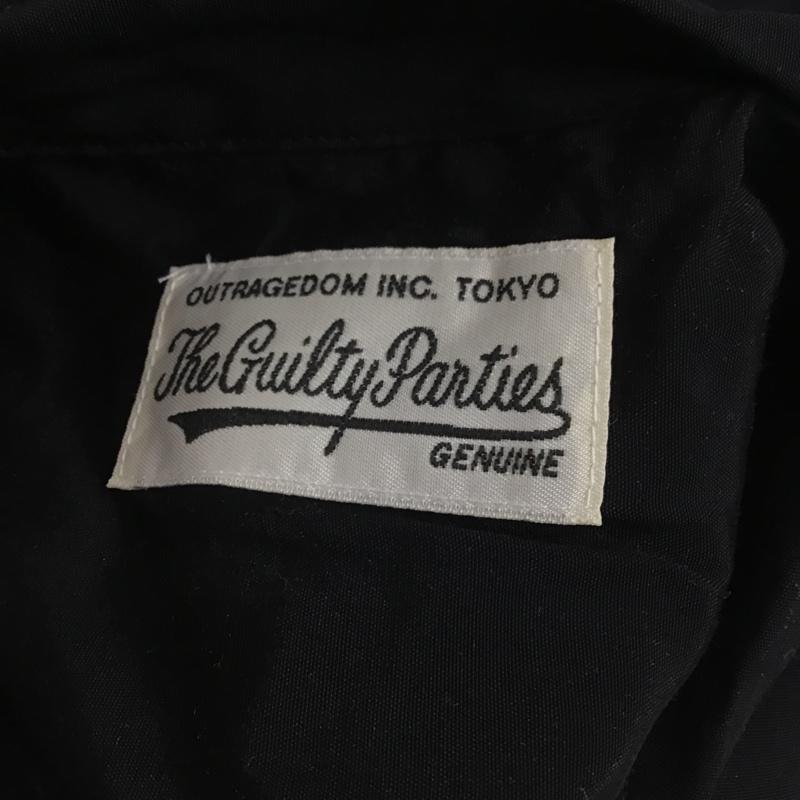 OUTRAGEDOM INC. TOKYO
The Guilty Parties
GENUINE